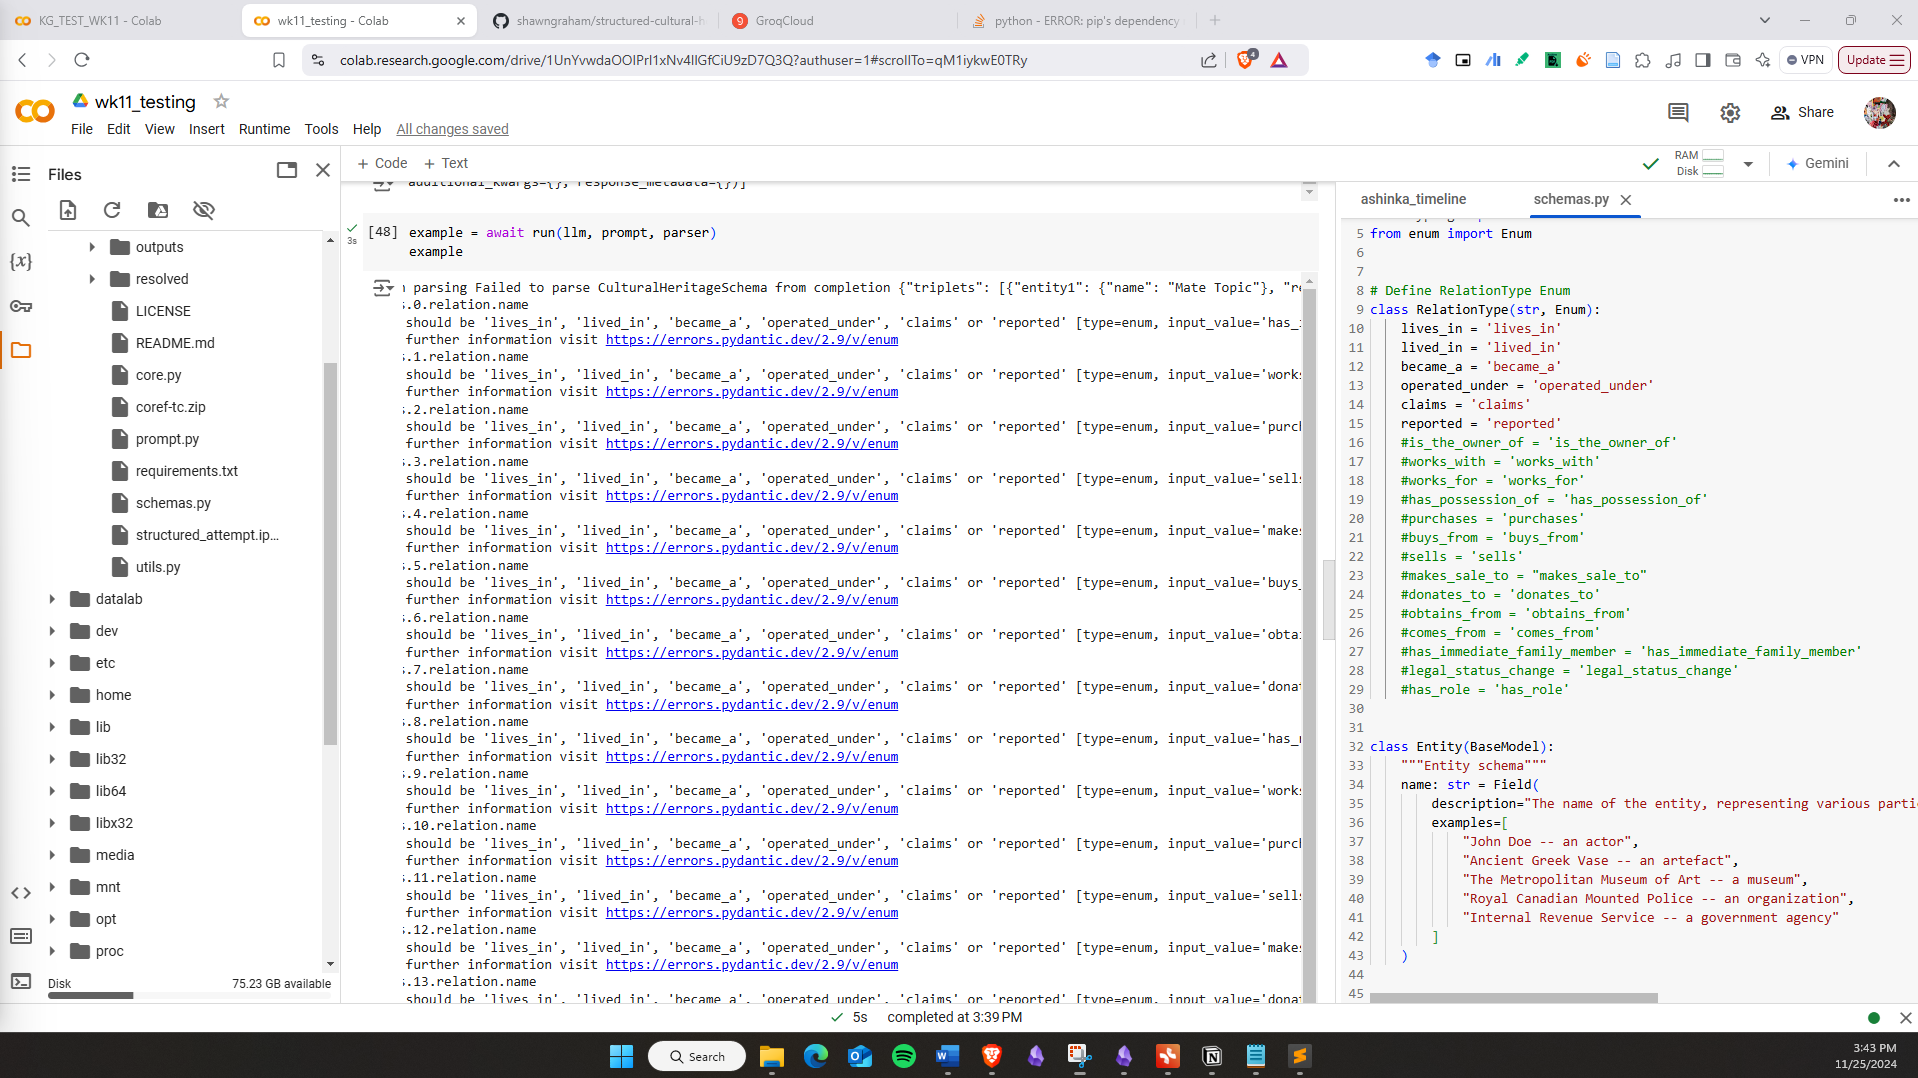 KG_TEST_WK11 - Colab
wk11_testing - Colab
shawngraham/structured-cultural-h
GroqCloud
python - ERROR: pip's dependency
colab.research.google.com/drive/1UnYvwdaOOIPrI1xNv4lIGfCiU9zD7Q3Q?authuser=1#scrollTo=qM1iykwE0TRy
4
VPN
Update
wk11_testing
File Edit View Insert Runtime Tools Help All changes saved
Share
Files
+ Code + Text
RAM
Disk
Gemini
outputs
resolved
LICENSE
README.md
core.py
coref-tc.zip
prompt.py
requirements.txt
schemas.py
structured_attempt.ip...
utils.py
datalab
dev
etc
home
lib
lib32
lib64
libx32
media
mnt
opt
proc
Disk 75.23 GB available
additional_kwargs={}, response_metadata={})]
3s
[48] example = await run(llm, prompt, parser)
example
n parsing Failed to parse CulturalHeritageSchema from completion {"triplets": [{"entity1": {"name": "Mate Topic"}, "re
s.0.relation.name
should be 'lives_in', 'lived_in', 'became_a', 'operated_under', 'claims' or 'reported' [type=enum, input_value='has_
further information visit https://errors.pydantic.dev/2.9/v/enum
s.1.relation.name
should be 'lives_in', 'lived_in', 'became_a', 'operated_under', 'claims' or 'reported' [type=enum, input_value='works
further information visit https://errors.pydantic.dev/2.9/v/enum
s.2.relation.name
should be 'lives_in', 'lived_in', 'became_a', 'operated_under', 'claims' or 'reported' [type=enum, input_value='purch
further information visit https://errors.pydantic.dev/2.9/v/enum
s.3.relation.name
should be 'lives_in', 'lived_in', 'became_a', 'operated_under', 'claims' or 'reported' [type=enum, input_value='sells
further information visit https://errors.pydantic.dev/2.9/v/enum
s.4.relation.name
should be 'lives_in', 'lived_in', 'became_a', 'operated_under', 'claims' or 'reported' [type=enum, input_value='makes
further information visit https://errors.pydantic.dev/2.9/v/enum
s.5.relation.name
should be 'lives_in', 'lived_in', 'became_a', 'operated_under', 'claims' or 'reported' [type=enum, input_value='buys_
further information visit https://errors.pydantic.dev/2.9/v/enum
s.6.relation.name
should be 'lives_in', 'lived_in', 'became_a', 'operated_under', 'claims' or 'reported' [type=enum, input_value='obtai
further information visit https://errors.pydantic.dev/2.9/v/enum
s.7.relation.name
should be 'lives_in', 'lived_in', 'became_a', 'operated_under', 'claims' or 'reported' [type=enum, input_value='donat
further information visit https://errors.pydantic.dev/2.9/v/enum
s.8.relation.name
should be 'lives_in', 'lived_in', 'became_a', 'operated_under', 'claims' or 'reported' [type=enum, input_value='has_
further information visit https://errors.pydantic.dev/2.9/v/enum
s.9.relation.name
should be 'lives_in', 'lived_in', 'became_a', 'operated_under', 'claims' or 'reported' [type=enum, input_value='works
further information visit https://errors.pydantic.dev/2.9/v/enum
s.10.relation.name
should be 'lives_in', 'lived_in', 'became_a', 'operated_under', 'claims' or 'reported' [type=enum, input_value='purch
further information visit https://errors.pydantic.dev/2.9/v/enum
s.11.relation.name
should be 'lives_in', 'lived_in', 'became_a', 'operated_under', 'claims' or 'reported' [type=enum, input_value='sells
further information visit https://errors.pydantic.dev/2.9/v/enum
s.12.relation.name
should be 'lives_in', 'lived_in', 'became_a', 'operated_under', 'claims' or 'reported' [type=enum, input_value='makes
further information visit https://errors.pydantic.dev/2.9/v/enum
s.13.relation.name
should be 'lives_in', 'lived_in', 'became_a', 'operated_under', 'claims' or 'reported' [type=enum, input_value='donat
ashinka_timeline
schemas.py
5 from enum import Enum
6
7
8 # Define RelationType Enum
9 class RelationType(str, Enum):
10 lives_in = 'lives_in'
11 lived_in = 'lived_in'
12 became_a = 'became_a'
13 operated_under = 'operated_under'
14 claims = 'claims'
15 reported = 'reported'
16 #is_the_owner_of = 'is_the_owner_of'
17 #works_with = 'works_with'
18 #works_for = 'works_for'
19 #has_possession_of = 'has_possession_of'
20 #purchases = 'purchases'
21 #buys_from = 'buys_from'
22 #sells = 'sells'
23 #makes_sale_to = "makes_sale_to"
24 #donates_to = 'donates_to'
25 #obtains_from = 'obtains_from'
26 #comes_from = 'comes_from'
27 #has_immediate_family_member = 'has_immediate_family_member'
28 #legal_status_change = 'legal_status_change'
29 #has_role = 'has_role'
30
31
32 class Entity(BaseModel):
33 """Entity schema"""
34 name: str = Field(
35 description="The name of the entity, representing various parti
36 examples=[
37 "John Doe -- an actor",
38 "Ancient Greek Vase -- an artefact",
39 "The Metropolitan Museum of Art -- a museum",
40 "Royal Canadian Mounted Police -- an organization",
41 "Internal Revenue Service -- a government agency"
42 ]
43 )
44
45
5s completed at 3:39 PM
Search
3:43 PM
11/25/2024